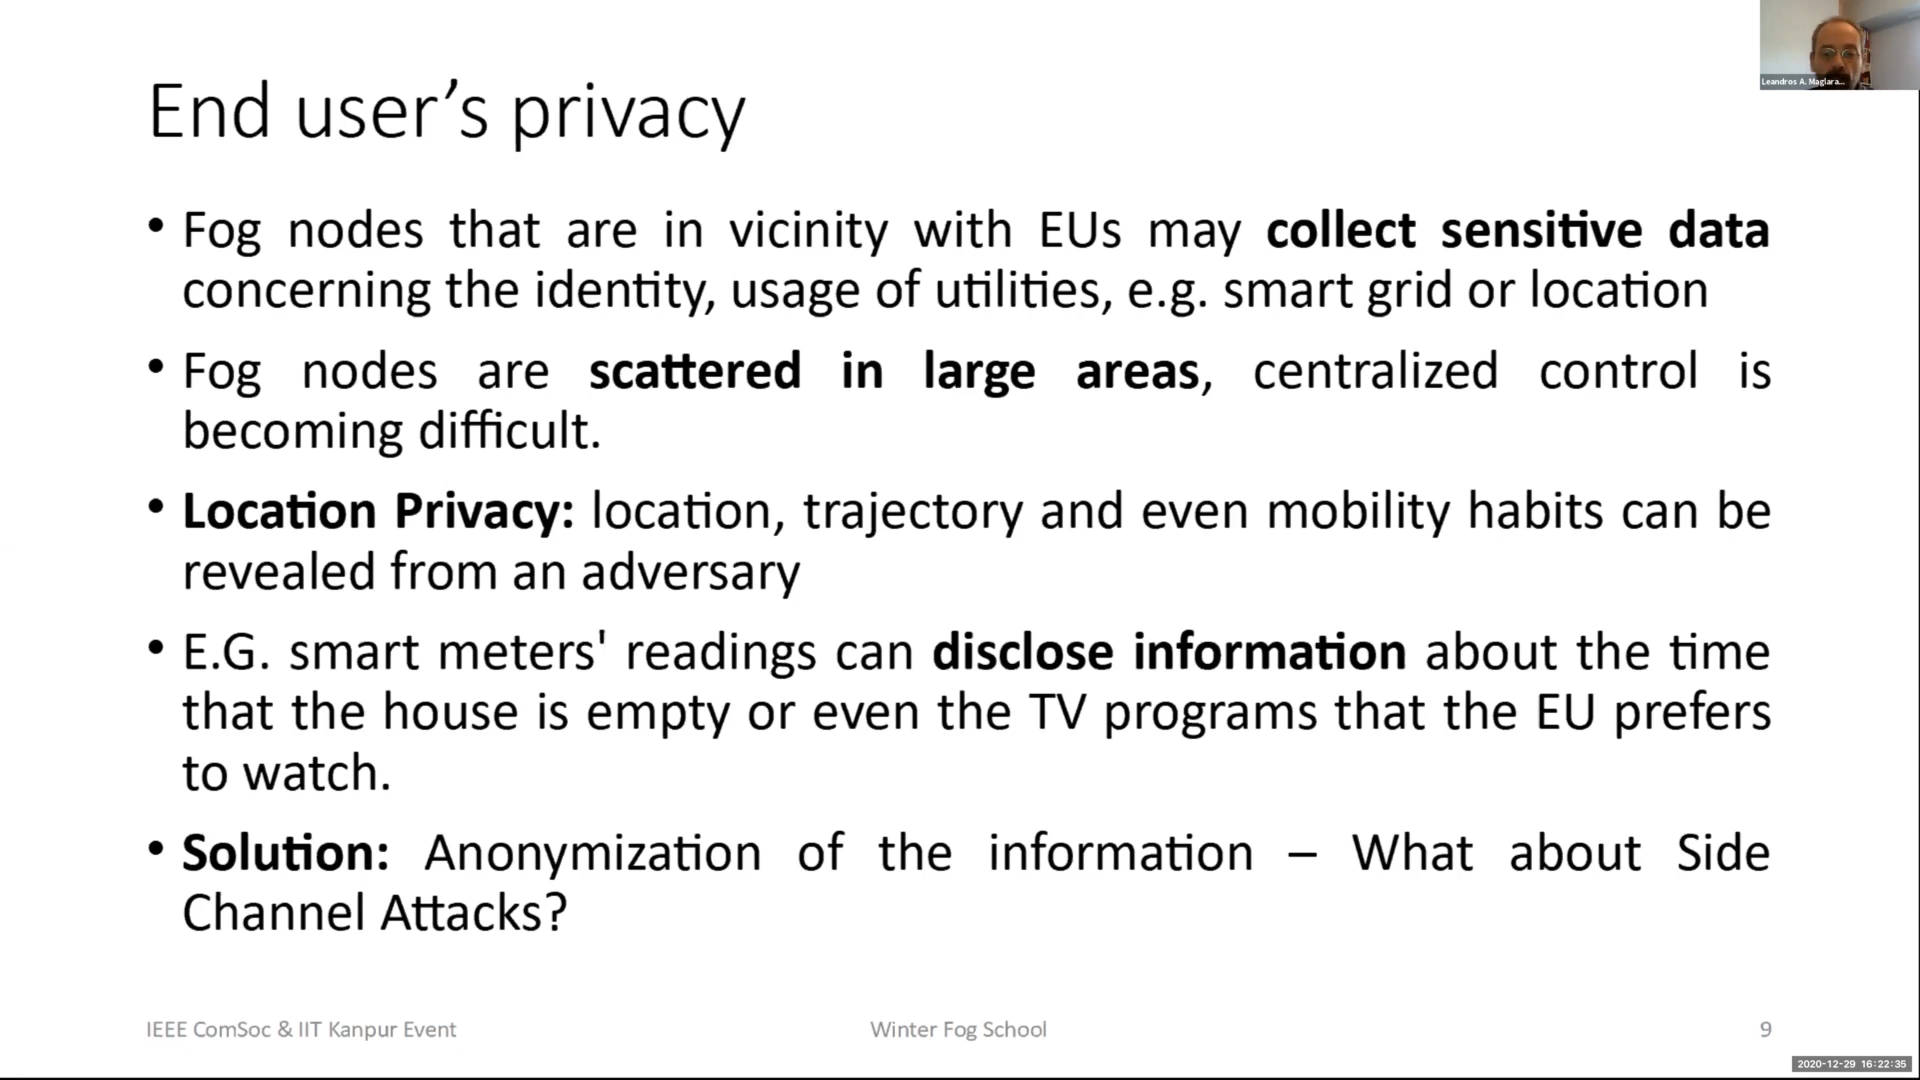 Leandros A. Maglara...
End user’s privacy
• Fog nodes that are in vicinity with EUs may collect sensitive data
concerning the identity, usage of utilities, e.g. smart grid or location
• Fog nodes are scattered in large areas, centralized control is
becoming difficult.
• Location Privacy: location, trajectory and even mobility habits can be
revealed from an adversary
• E.G. smart meters' readings can disclose information about the time
that the house is empty or even the TV programs that the EU prefers
to watch.
• Solution: Anonymization of the information – What about Side
Channel Attacks?
IEEE ComSoc & IIT Kanpur Event
Winter Fog School
9
2020-12-29 16:22:35